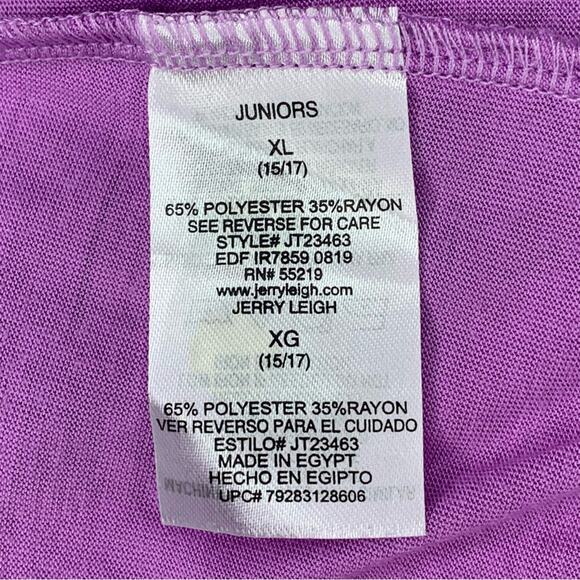 JUNIORS
XL
(15/17)
65% POLYESTER 35%RAYON
SEE REVERSE FOR CARE
STYLE# JT23463
EDF IR7859 0819
RN# 55219
www.jerryleigh.com
JERRY LEIGH
XG
(15/17)
65% POLYESTER 35%RAYON
VER REVERSO PARA EL CUIDADO
ESTILO# JT23463
MADE IN EGYPT
HECHO EN EGIPTO
UPC# 79283128606